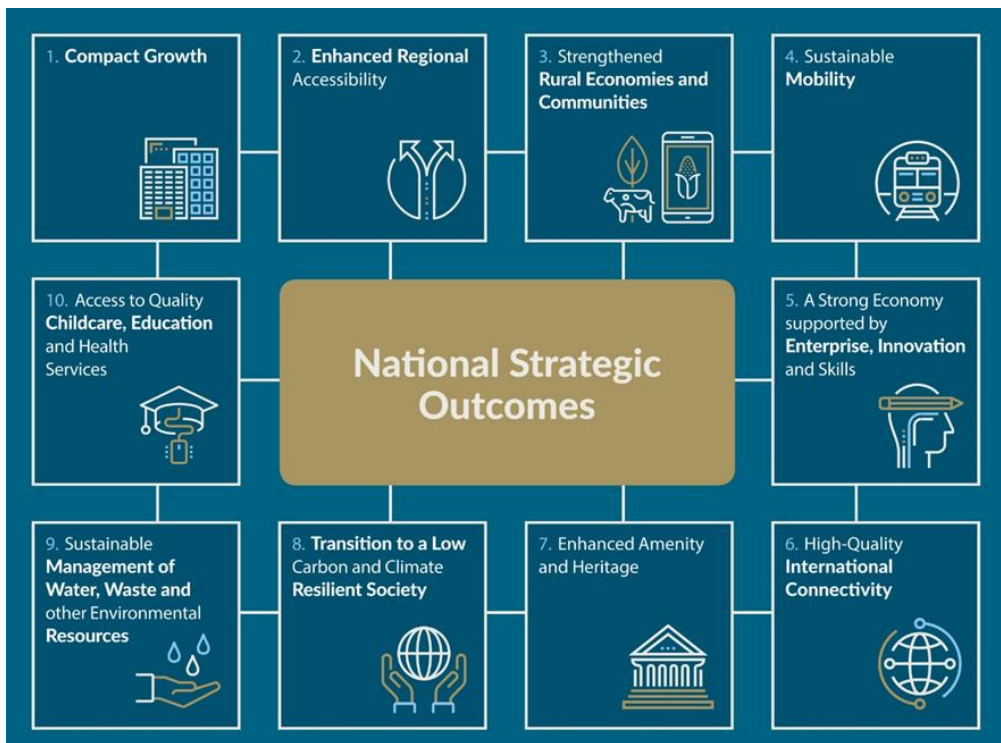 1. Compact Growth
2. Enhanced Regional
Accessibility
3. Strengthened
Rural Economies and
Communities
4. Sustainable
Mobility
10. Access to Quality
Childcare, Education
and Health
Services
National Strategic
Outcomes
5. A Strong Economy
supported by
Enterprise, Innovation
and Skills
9. Sustainable
Management of
Water, Waste and
other Environmental
Resources
8. Transition to a Low
Carbon and Climate
Resilient Society
7. Enhanced Amenity
and Heritage
6. High-Quality
International
Connectivity